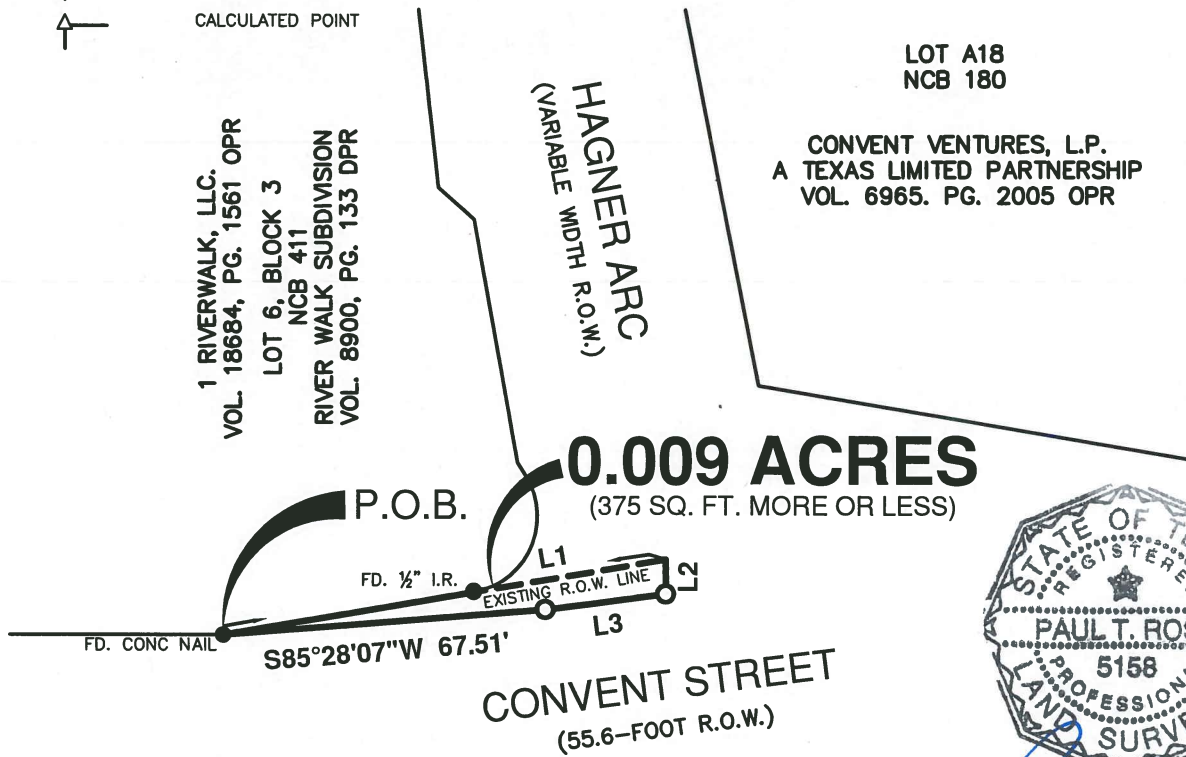 CALCULATED POINT
LOT A18
NCB 180
CONVENT VENTURES, L.P.
A TEXAS LIMITED PARTNERSHIP
VOL. 6965. PG. 2005 OPR
1 RIVERWALK, LLC.
VOL. 18684, PG. 1561 OPR
LOT 6, BLOCK 3
NCB 411
RIVER WALK SUBDIVISION
VOL. 8900, PG. 133 DPR
HAGNER ARC
(VARIABLE WIDTH R.O.W.)
0.009 ACRES
(375 SQ. FT. MORE OR LESS)
P.O.B.
FD. ½" I.R.
L1
EXISTING R.O.W. LINE
L2
L3
FD. CONC NAIL
S85°28'07"W 67.51'
CONVENT STREET
(55.6-FOOT R.O.W.)
STATE OF
REGISTERE
PAUL T. ROS
5158
PROFESSION
LAND SURVE